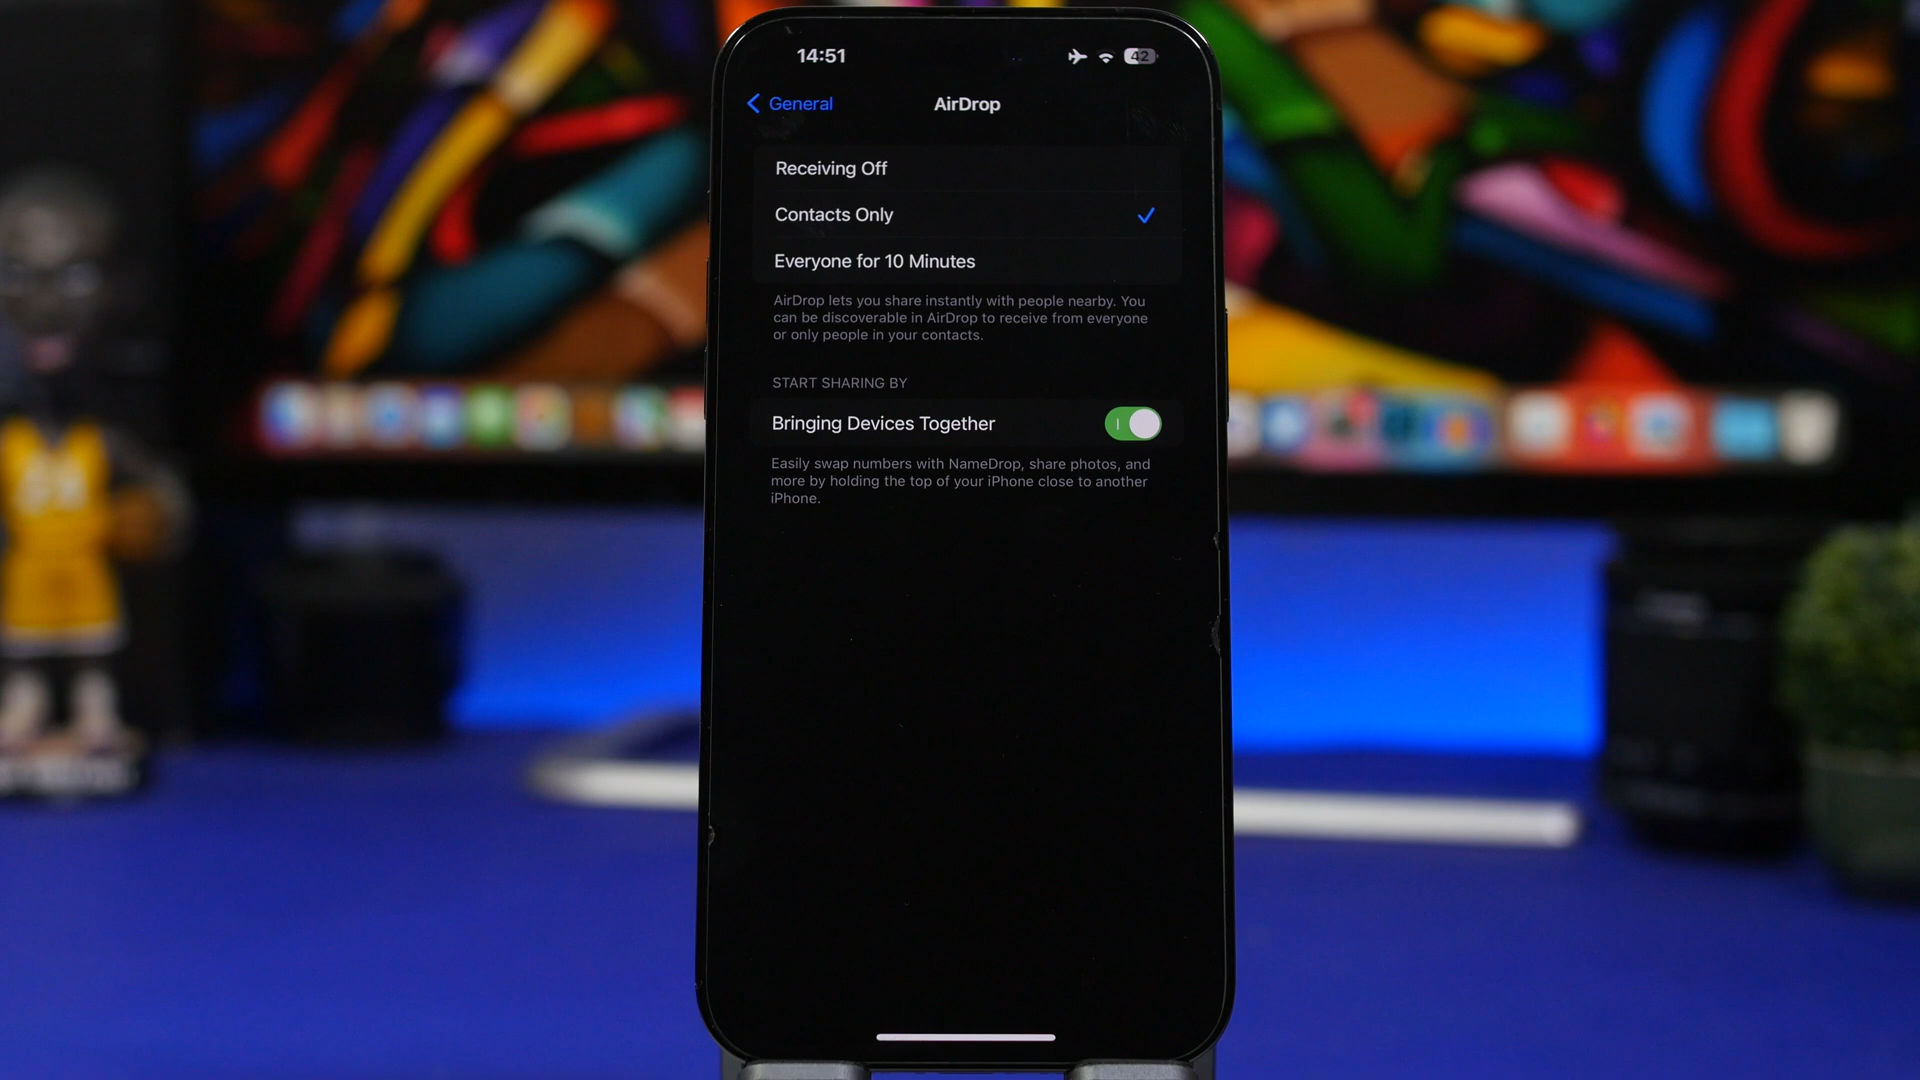 14:51
42
General
AirDrop
Receiving Off
Contacts Only
Everyone for 10 Minutes
AirDrop lets you share instantly with people nearby. You
can be discoverable in AirDrop to receive from everyone
or only people in your contacts.
START SHARING BY
Bringing Devices Together
Easily swap numbers with NameDrop, share photos, and
more by holding the top of your iPhone close to another
iPhone.